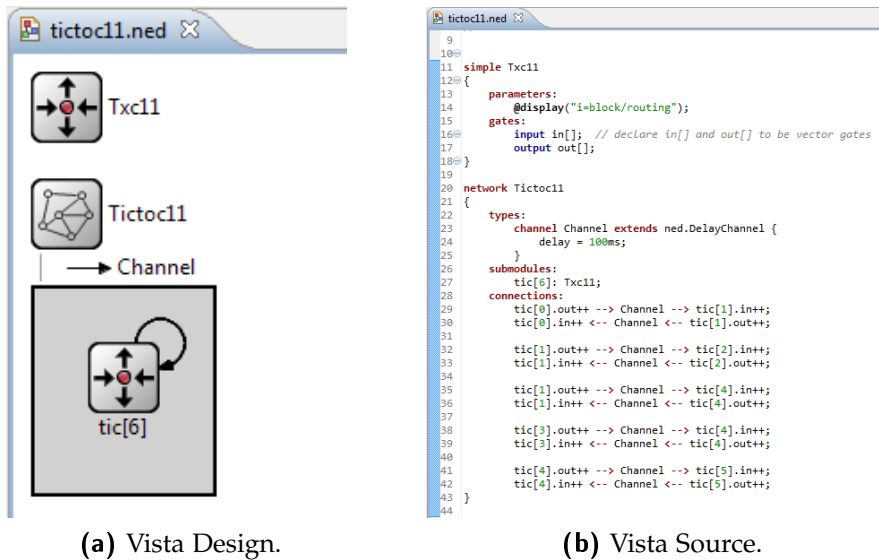 tictoc11.ned
Txc11
Tictoc11
Channel
tic[6]
(a) Vista Design.
tictoc11.ned
9
10
11 simple Txc11
12 {
13 parameters:
14 @display("i=block/routing");
15 gates:
16 input in[]; // declare in[] and out[] to be vector gates
17 output out[];
18 }
19
20 network Tictoc11
21 {
22 types:
23 channel Channel extends ned.DelayChannel {
24 delay = 100ms;
25 }
26 submodules:
27 tic[6]: Txc11;
28 connections:
29 tic[0].out++ --> Channel --> tic[1].in++;
30 tic[0].in++ <-- Channel <-- tic[1].out++;
31
32 tic[1].out++ --> Channel --> tic[2].in++;
33 tic[1].in++ <-- Channel <-- tic[2].out++;
34
35 tic[1].out++ --> Channel --> tic[4].in++;
36 tic[1].in++ <-- Channel <-- tic[4].out++;
37
38 tic[3].out++ --> Channel --> tic[4].in++;
39 tic[3].in++ <-- Channel <-- tic[4].out++;
40
41 tic[4].out++ --> Channel --> tic[5].in++;
42 tic[4].in++ <-- Channel <-- tic[5].out++;
43 }
44
(b) Vista Source.